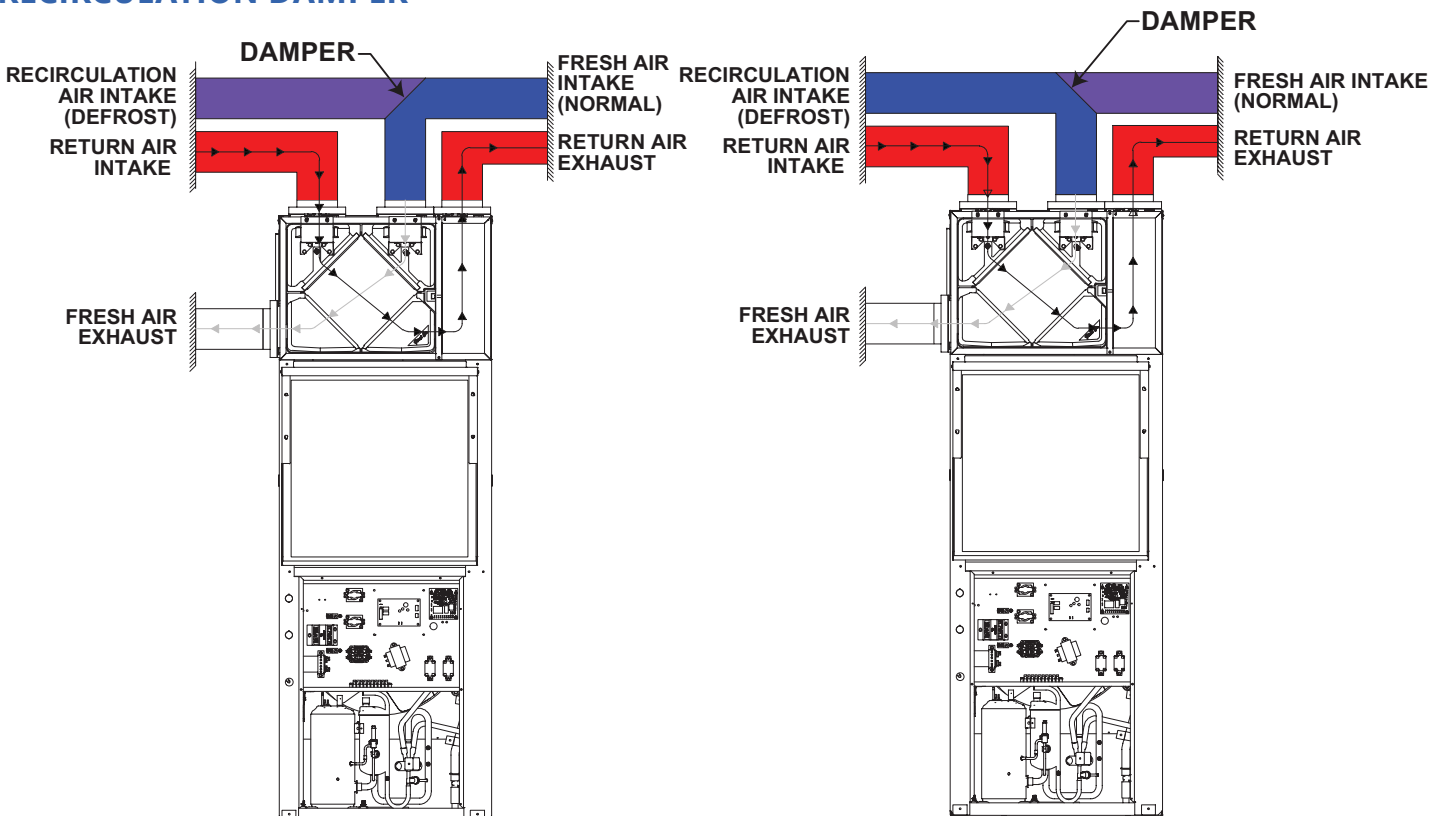 RECIRCULATION DAMPER
DAMPER
RECIRCULATION
AIR INTAKE
(DEFROST)
FRESH AIR
INTAKE
(NORMAL)
RETURN AIR
INTAKE
RETURN AIR
EXHAUST
FRESH AIR
EXHAUST
DAMPER
RECIRCULATION
AIR INTAKE
(DEFROST)
FRESH AIR INTAKE
(NORMAL)
RETURN AIR
INTAKE
RETURN AIR
EXHAUST
FRESH AIR
EXHAUST